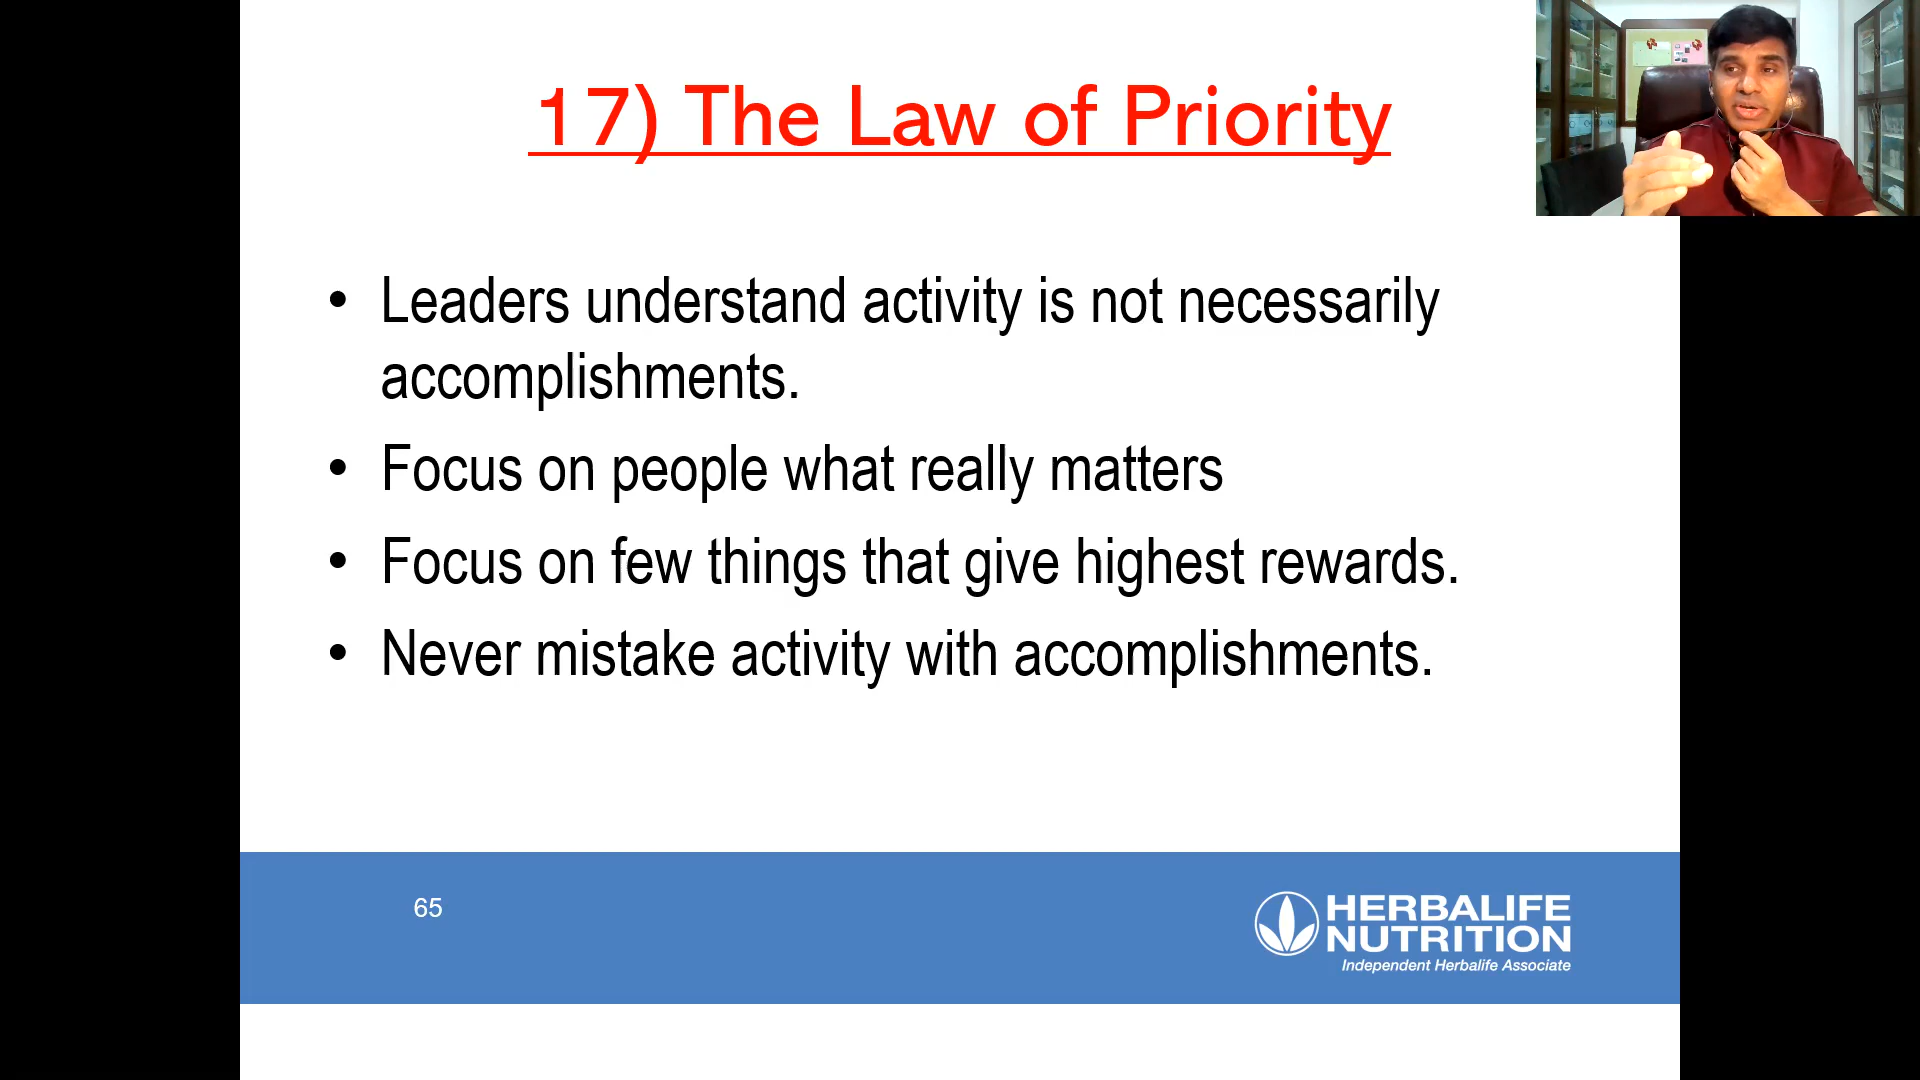 17) The Law of Priority
• Leaders understand activity is not necessarily
accomplishments.
• Focus on people what really matters
• Focus on few things that give highest rewards.
• Never mistake activity with accomplishments.
65
HERBALIFE
NUTRITION
Independent Herbalife Associate